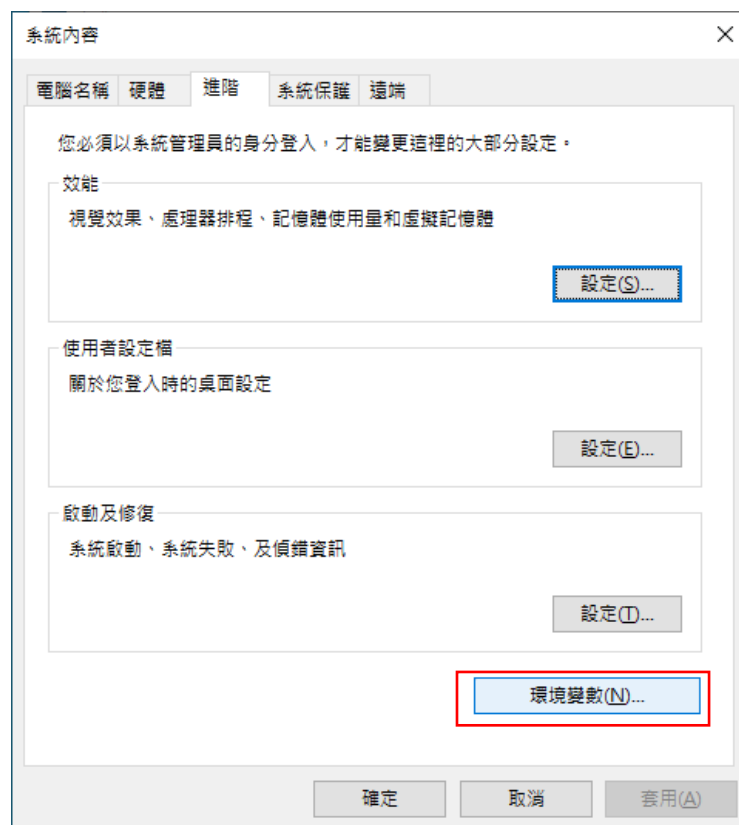 系統內容
電腦名稱 硬體 進階 系統保護 遠端
您必須以系統管理員的身分登入，才能變更這裡的大部分設定。
效能
視覺效果、處理器排程、記憶體使用量和虛擬記憶體
設定(S)...
使用者設定檔
關於您登入時的桌面設定
設定(E)...
啟動及修復
系統啟動、系統失敗、及偵錯資訊
設定(T)...
環境變數(N)...
確定 取消 套用(A)